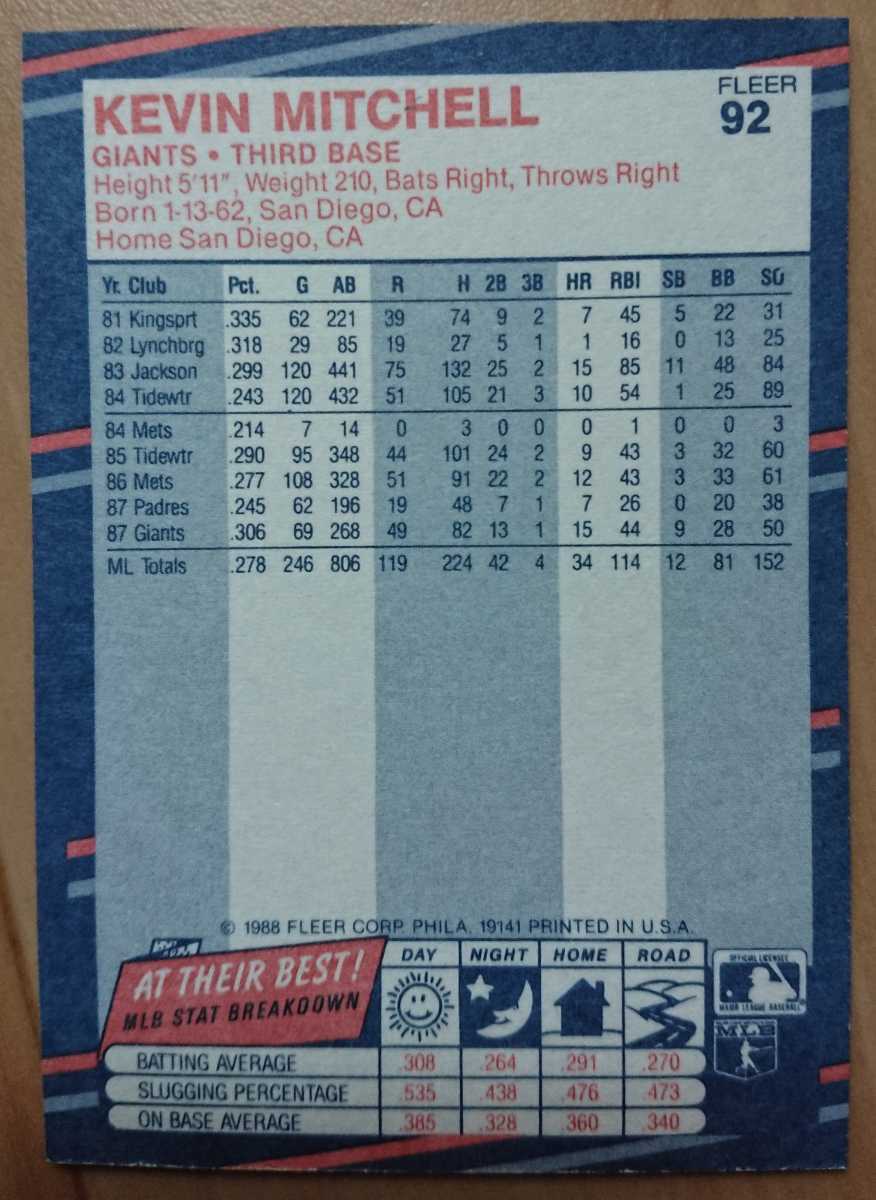 FLEER
92
KEVIN MITCHELL
GIANTS • THIRD BASE
Height 5'11", Weight 210, Bats Right, Throws Right
Born 1-13-62, San Diego, CA
Home San Diego, CA
Yr. Club Pct. G AB R H 2B 3B HR RBI SB BB SO
81 Kingsprt .335 62 221 39 74 9 2 7 45 5 22 31
82 Lynchbrg .318 29 85 19 27 5 1 1 16 0 13 25
83 Jackson .299 120 441 75 132 25 2 15 85 11 48 84
84 Tidewtr .243 120 432 51 105 21 3 10 54 1 25 89
84 Mets .214 7 14 0 3 0 0 0 1 0 0 3
85 Tidewtr .290 95 348 44 101 24 2 9 43 3 32 60
86 Mets .277 108 328 51 91 22 2 12 43 3 33 61
87 Padres .245 62 196 19 48 7 1 7 26 0 20 38
87 Giants .306 69 268 49 82 13 1 15 44 9 28 50
ML Totals .278 246 806 119 224 42 4 34 114 12 81 152
© 1988 FLEER CORP. PHILA. 19141 PRINTED IN U.S.A.
AT THEIR BEST!
MLB STAT BREAKDOWN
DAY NIGHT HOME ROAD
OFFICIAL LICENSEE
MAJOR LEAGUE BASEBALL
MLB
BATTING AVERAGE .308 .264 .291 .270
SLUGGING PERCENTAGE .535 .438 .476 .473
ON BASE AVERAGE .385 .328 .360 .340